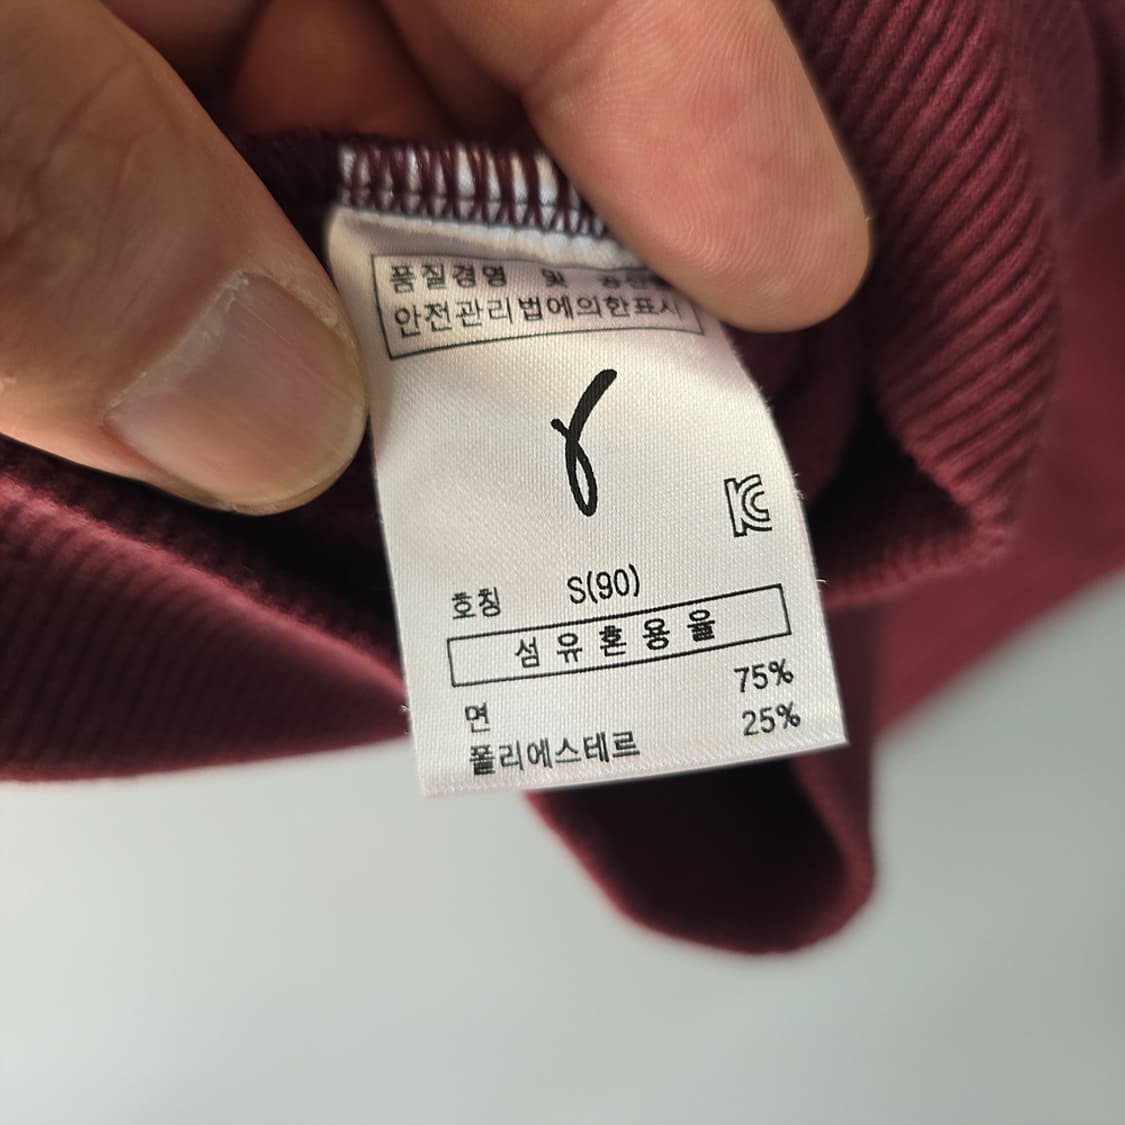 품질경영 및
안전관리법에의한표시
호칭 S(90)
섬유혼용율
면 75%
폴리에스테르 25%